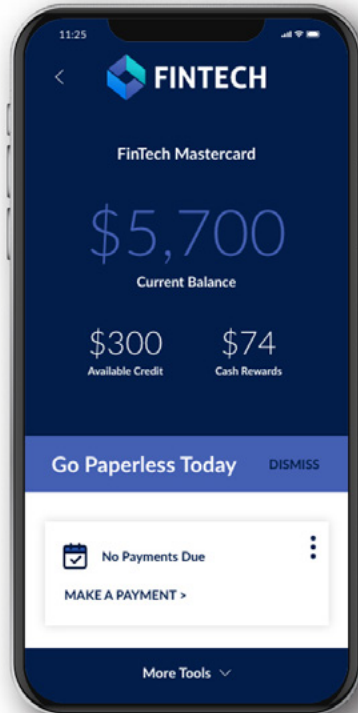 11:25
FINTECH
FinTech Mastercard
$5,700
Current Balance
$300 $74
Available Credit Cash Rewards
Go Paperless Today DISMISS
No Payments Due
MAKE A PAYMENT >
More Tools